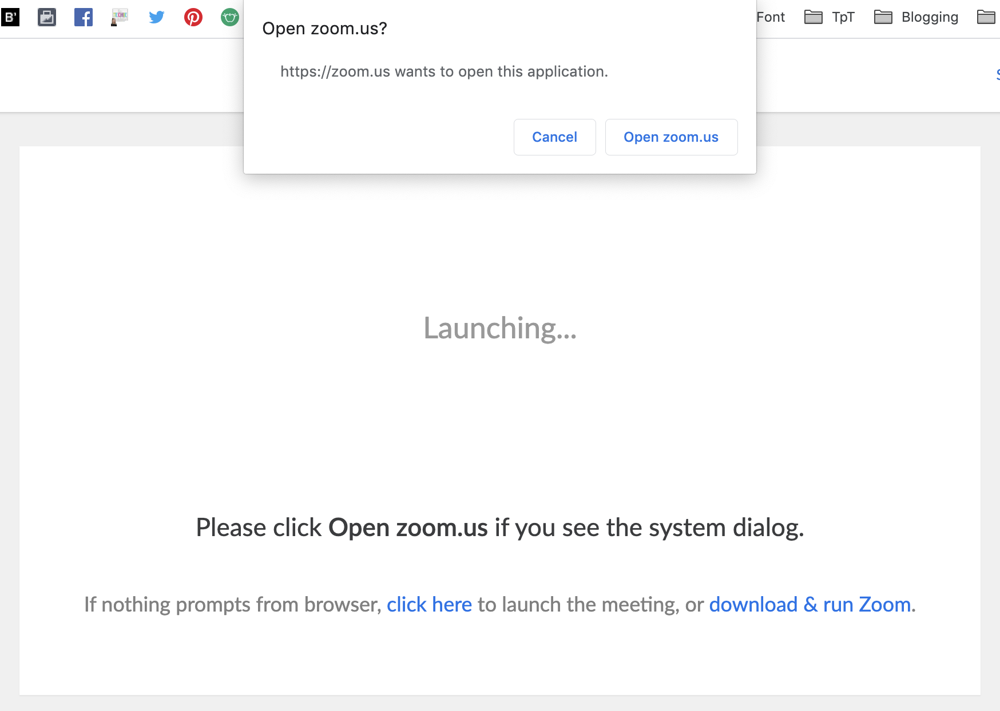 Font
TpT
Blogging
Open zoom.us?
https://zoom.us wants to open this application.
Cancel
Open zoom.us
Launching...
Please click Open zoom.us if you see the system dialog.
If nothing prompts from browser, click here to launch the meeting, or download & run Zoom.